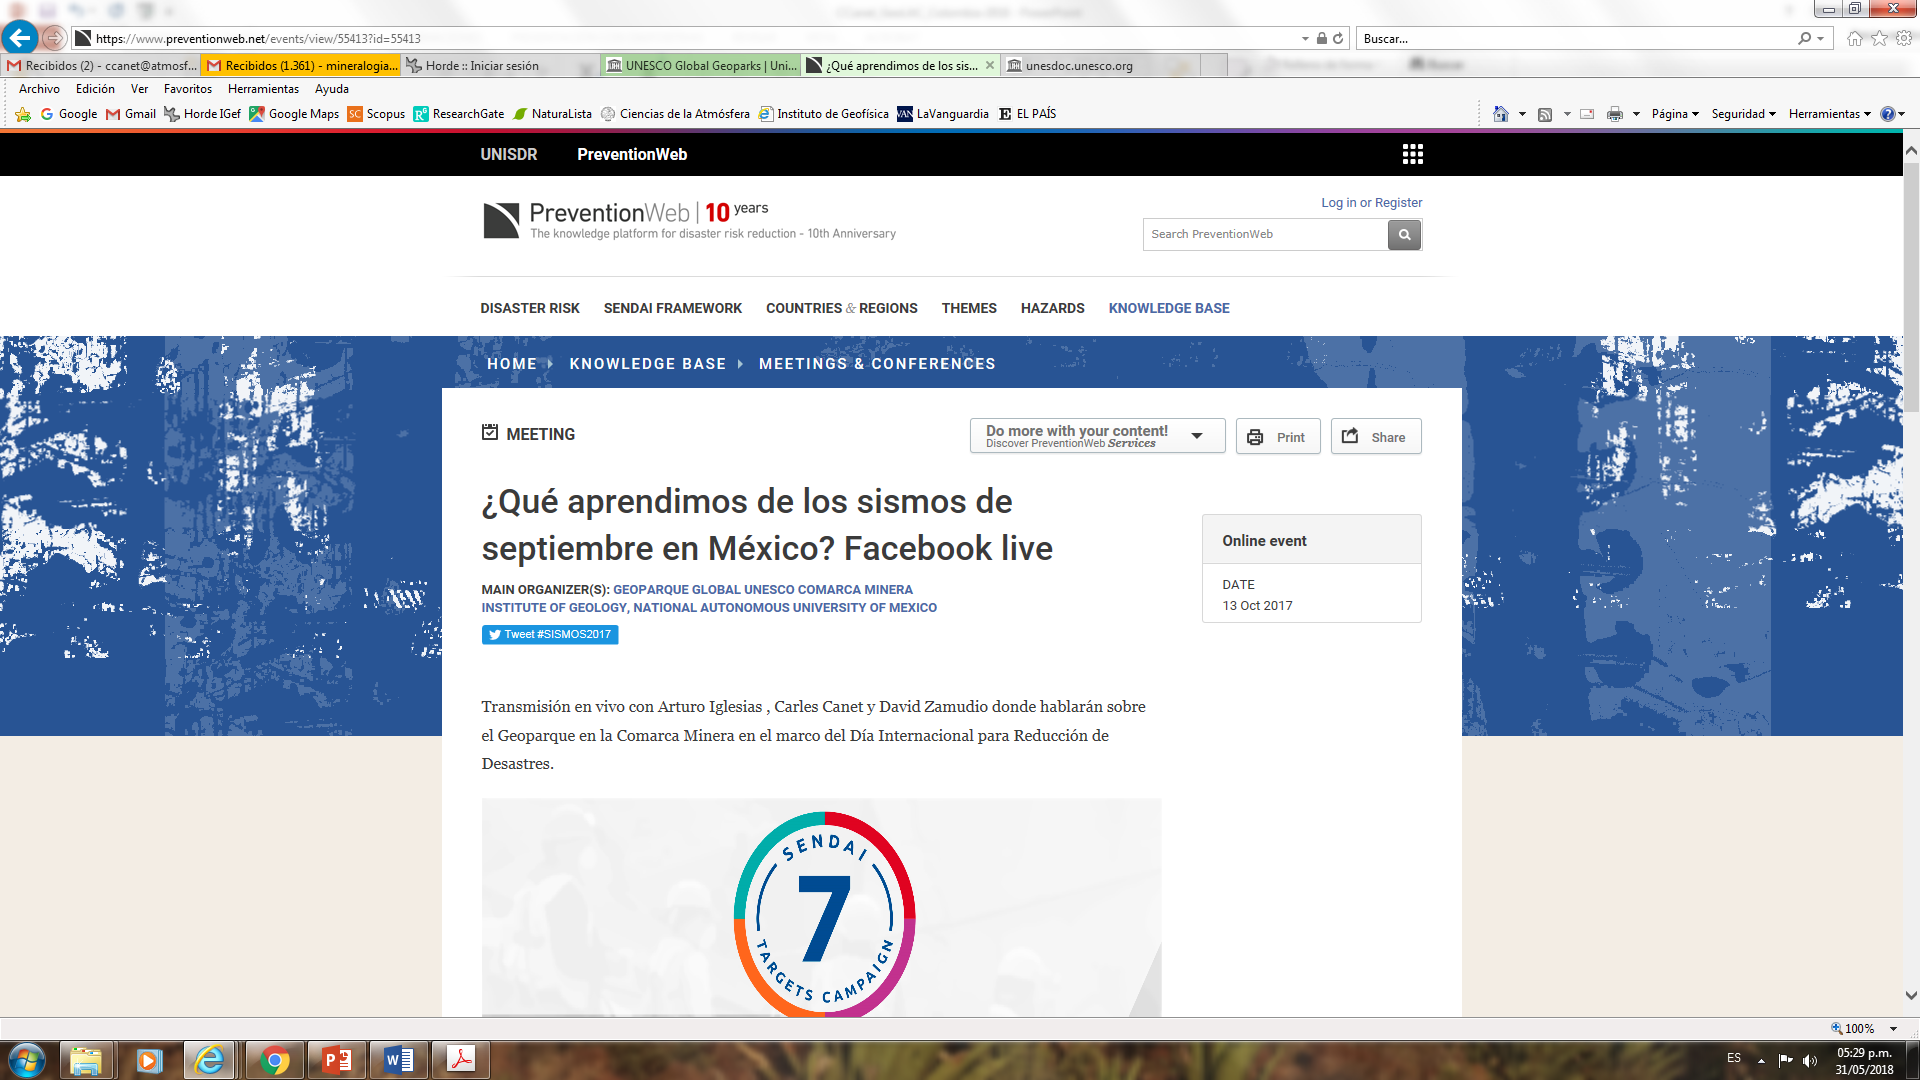 https://www.preventionweb.net/events/view/55413?id=55413
Buscar...
Recibidos (2) - ccanet@atmosf...
Recibidos (1.361) - mineralogia...
Horde :: Iniciar sesión
UNESCO Global Geoparks | Uni...
¿Qué aprendimos de los sis...
unesdoc.unesco.org
Archivo Edición Ver Favoritos Herramientas Ayuda
Google Gmail Horde IGef Google Maps Scopus ResearchGate NaturaLista Ciencias de la Atmósfera Instituto de Geofísica LaVanguardia EL PAÍS
Página Seguridad Herramientas
UNISDR PreventionWeb
PreventionWeb | 10 years
The knowledge platform for disaster risk reduction - 10th Anniversary
Log in or Register
Search PreventionWeb
DISASTER RISK SENDAI FRAMEWORK COUNTRIES & REGIONS THEMES HAZARDS KNOWLEDGE BASE
HOME KNOWLEDGE BASE MEETINGS & CONFERENCES
MEETING
Do more with your content!
Discover PreventionWeb Services
Print
Share
¿Qué aprendimos de los sismos de
septiembre en México? Facebook live
MAIN ORGANIZER(S): GEOPARQUE GLOBAL UNESCO COMARCA MINERA
INSTITUTE OF GEOLOGY, NATIONAL AUTONOMOUS UNIVERSITY OF MEXICO
Tweet #SISMOS2017
Online event
DATE
13 Oct 2017
Transmisión en vivo con Arturo Iglesias , Carles Canet y David Zamudio donde hablarán sobre
el Geoparque en la Comarca Minera en el marco del Día Internacional para Reducción de
Desastres.
SENDAI
7
TARGETS CAMPAIGN
100%
ES
05:29 p.m.
31/05/2018